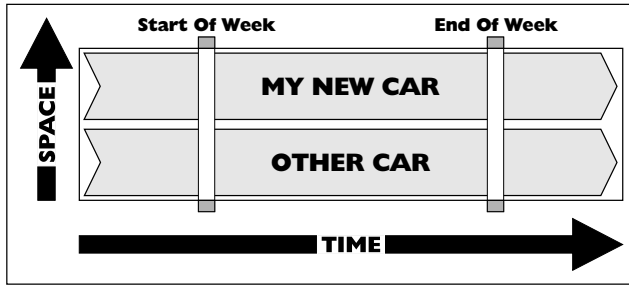 Start Of Week End Of Week
SPACE
MY NEW CAR
OTHER CAR
TIME